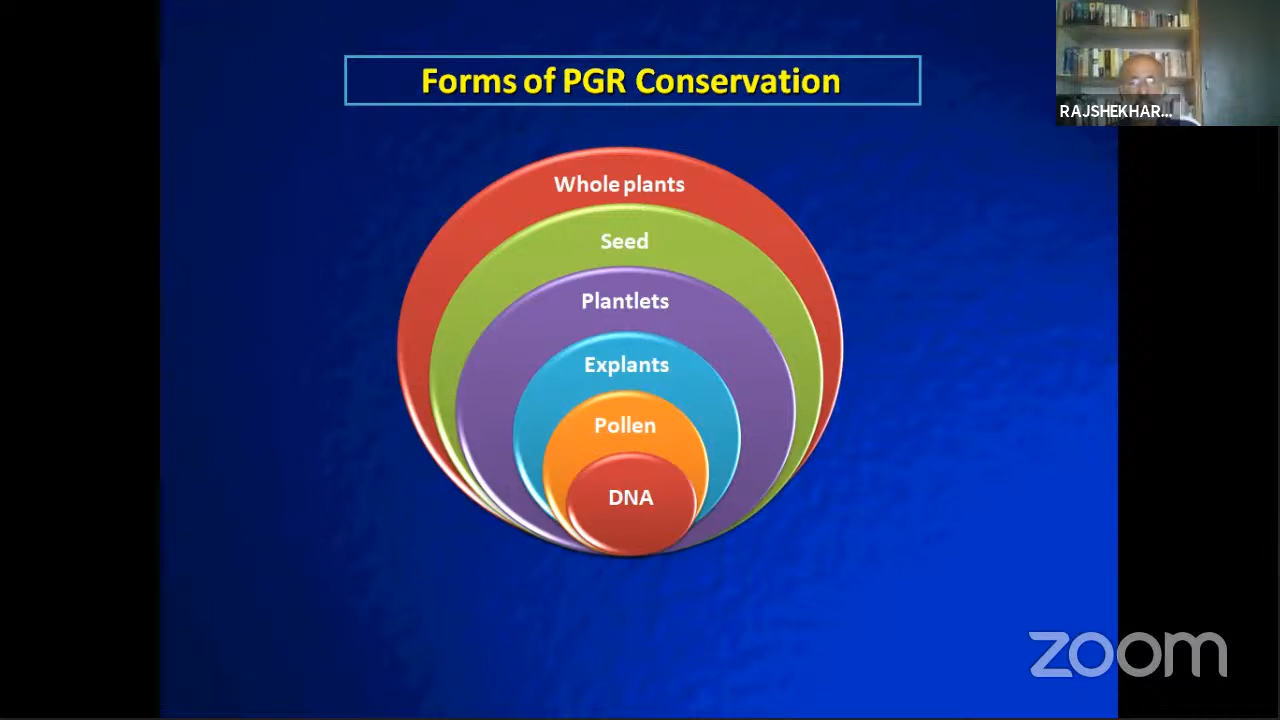 Forms of PGR Conservation
RAJSHEKHAR...
Whole plants
Seed
Plantlets
Explants
Pollen
DNA
zoom